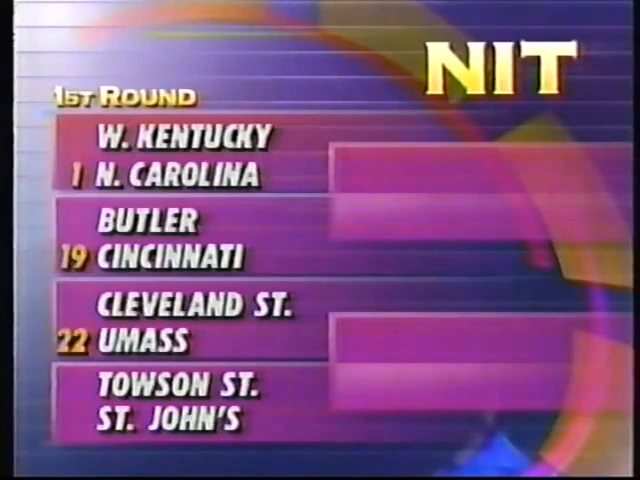 NIT
1ST ROUND
W. KENTUCKY
1 N. CAROLINA
BUTLER
19 CINCINNATI
CLEVELAND ST.
22 UMASS
TOWSON ST.
ST. JOHN'S